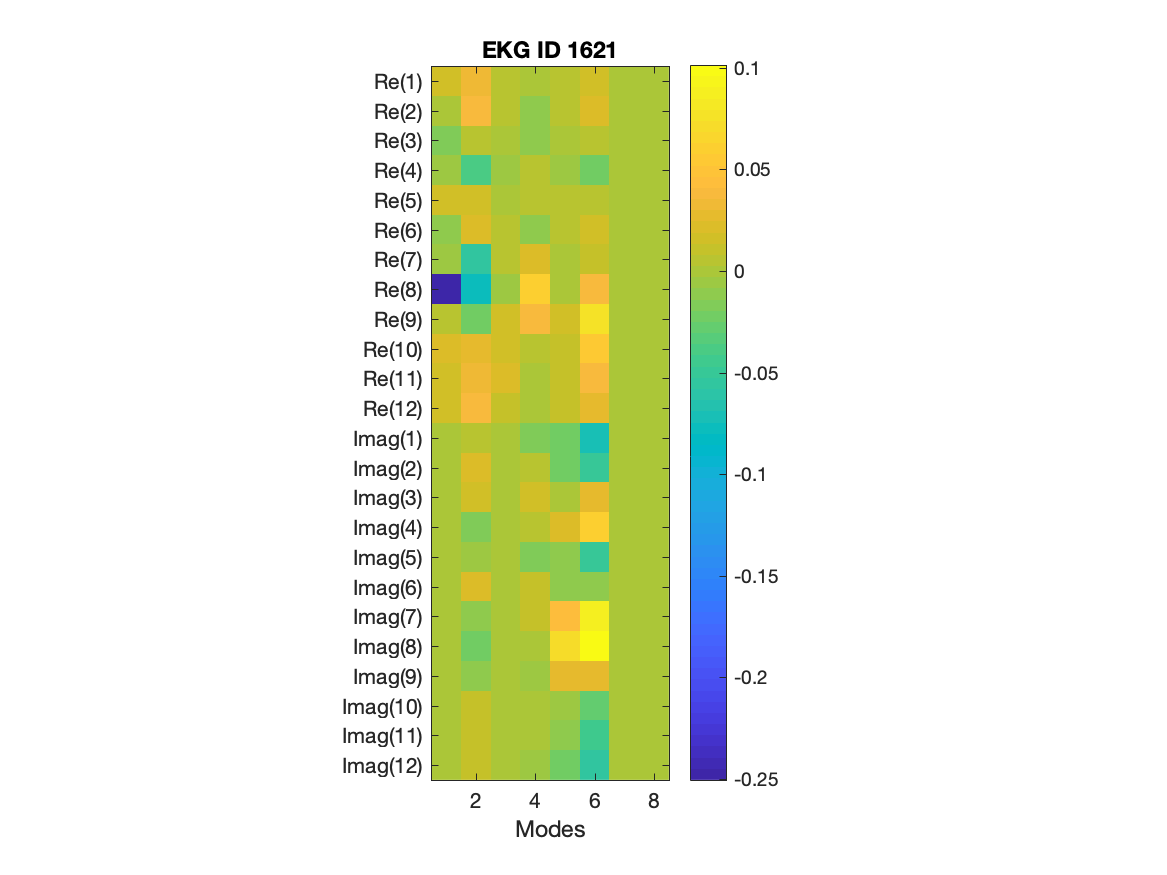 EKG ID 1621
Re(1)
Re(2)
Re(3)
Re(4)
Re(5)
Re(6)
Re(7)
Re(8)
Re(9)
Re(10)
Re(11)
Re(12)
Imag(1)
Imag(2)
Imag(3)
Imag(4)
Imag(5)
Imag(6)
Imag(7)
Imag(8)
Imag(9)
Imag(10)
Imag(11)
Imag(12)
2 4 6 8
Modes
0.1
0.05
0
-0.05
-0.1
-0.15
-0.2
-0.25